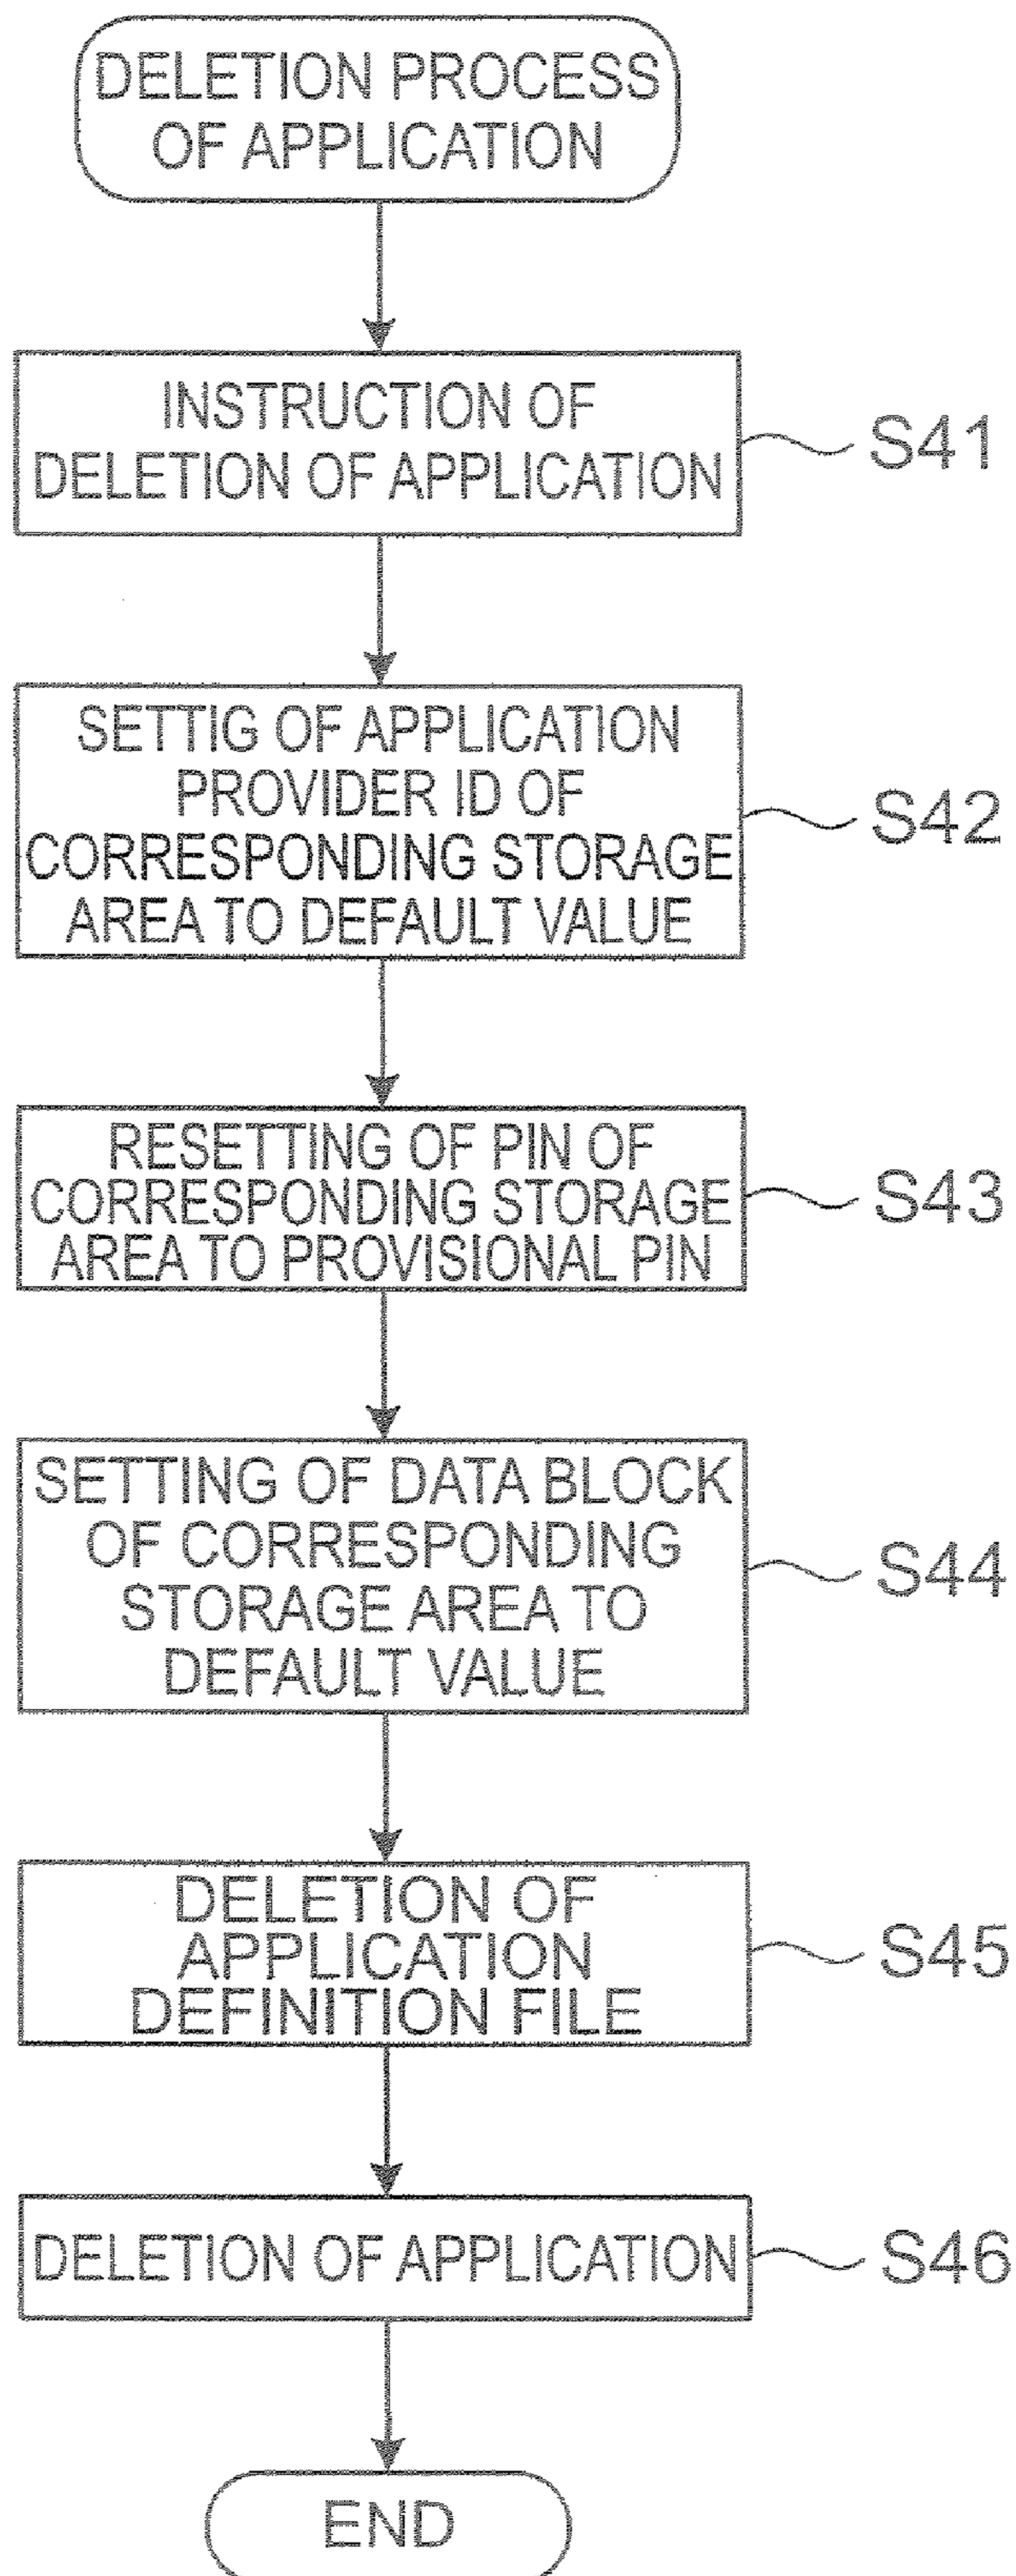 DELETION PROCESS
OF APPLICATION
INSTRUCTION OF
DELETION OF APPLICATION
S41
SETTIG OF APPLICATION
PROVIDER ID OF
CORRESPONDING STORAGE
AREA TO DEFAULT VALUE
S42
RESETTING OF PIN OF
CORRESPONDING STORAGE
AREA TO PROVISIONAL PIN
S43
SETTING OF DATA BLOCK
OF CORRESPONDING
STORAGE AREA TO
DEFAULT VALUE
S44
DELETION OF
APPLICATION
DEFINITION FILE
S45
DELETION OF APPLICATION
S46
END